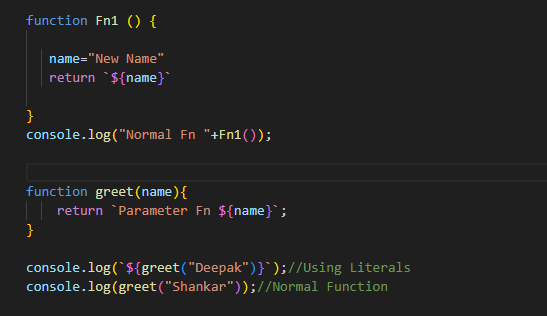 function Fn1 () {
name="New Name"
return `${name}`
}
console.log("Normal Fn "+Fn1());
function greet(name){
return `Parameter Fn ${name}`;
}
console.log(`${greet("Deepak")}`);//Using Literals
console.log(greet("Shankar"));//Normal Function